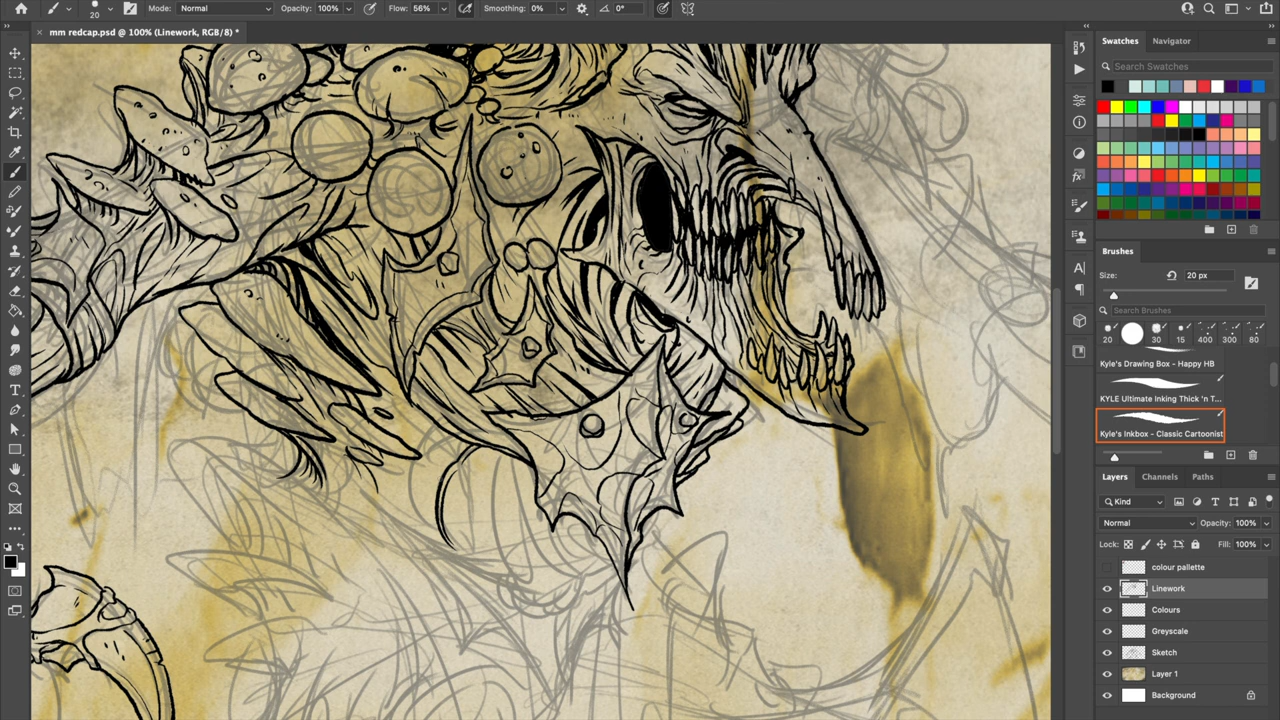 20 Mode: Normal Opacity: 100% Flow: 56% Smoothing: 0% 0°
mm redcap.psd @ 100% (Linework, RGB/8) *
Swatches Navigator
Search Swatches
Brushes
Size: 20 px
Search Brushes
20 30 15 400 300 80
Kyle's Drawing Box - Happy HB
KYLE Ultimate Inking Thick 'n T...
Kyle's Inkbox - Classic Cartoonist
Layers Channels Paths
Kind
Normal Opacity: 100%
Lock: Fill: 100%
colour pallette
Linework
Colours
Greyscale
Sketch
Layer 1
Background